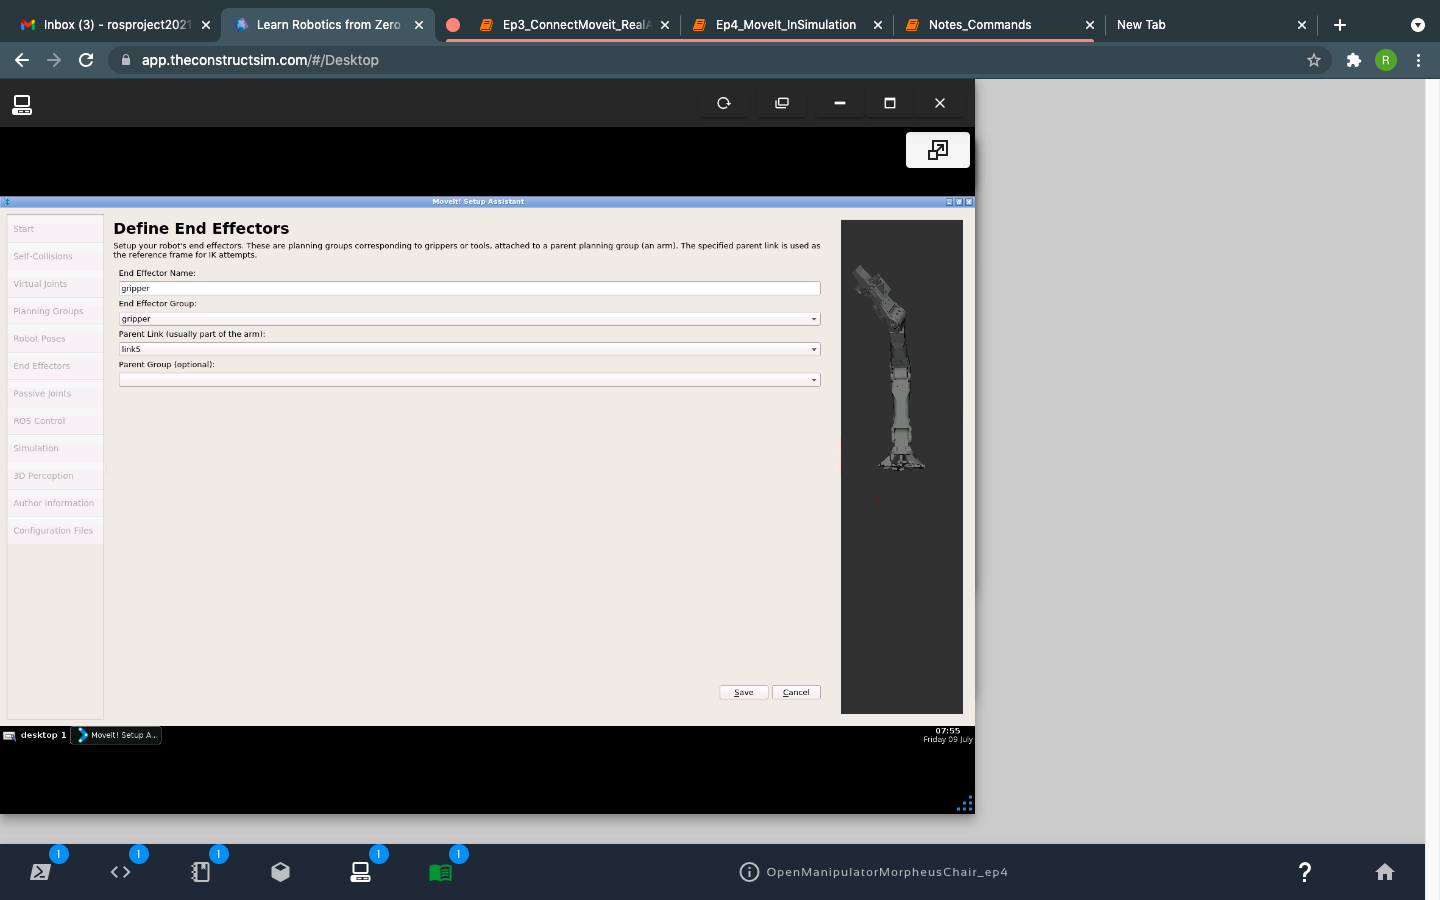 Inbox (3) - rosproject2021
Learn Robotics from Zero
Ep3_ConnectMoveit_RealA
Ep4_MoveIt_InSimulation
Notes_Commands
New Tab
app.theconstructsim.com/#/Desktop
R
MoveIt! Setup Assistant
Start
Self-Collisions
Virtual Joints
Planning Groups
Robot Poses
End Effectors
Passive Joints
ROS Control
Simulation
3D Perception
Author Information
Configuration Files
Define End Effectors
Setup your robot's end effectors. These are planning groups corresponding to grippers or tools, attached to a parent planning group (an arm). The specified parent link is used as
the reference frame for IK attempts.
End Effector Name:
gripper
End Effector Group:
gripper
Parent Link (usually part of the arm):
link5
Parent Group (optional):
Save
Cancel
desktop 1
MoveIt! Setup A...
07:55
Friday 09 July
1
1
1
1
1
OpenManipulatorMorpheusChair_ep4
?